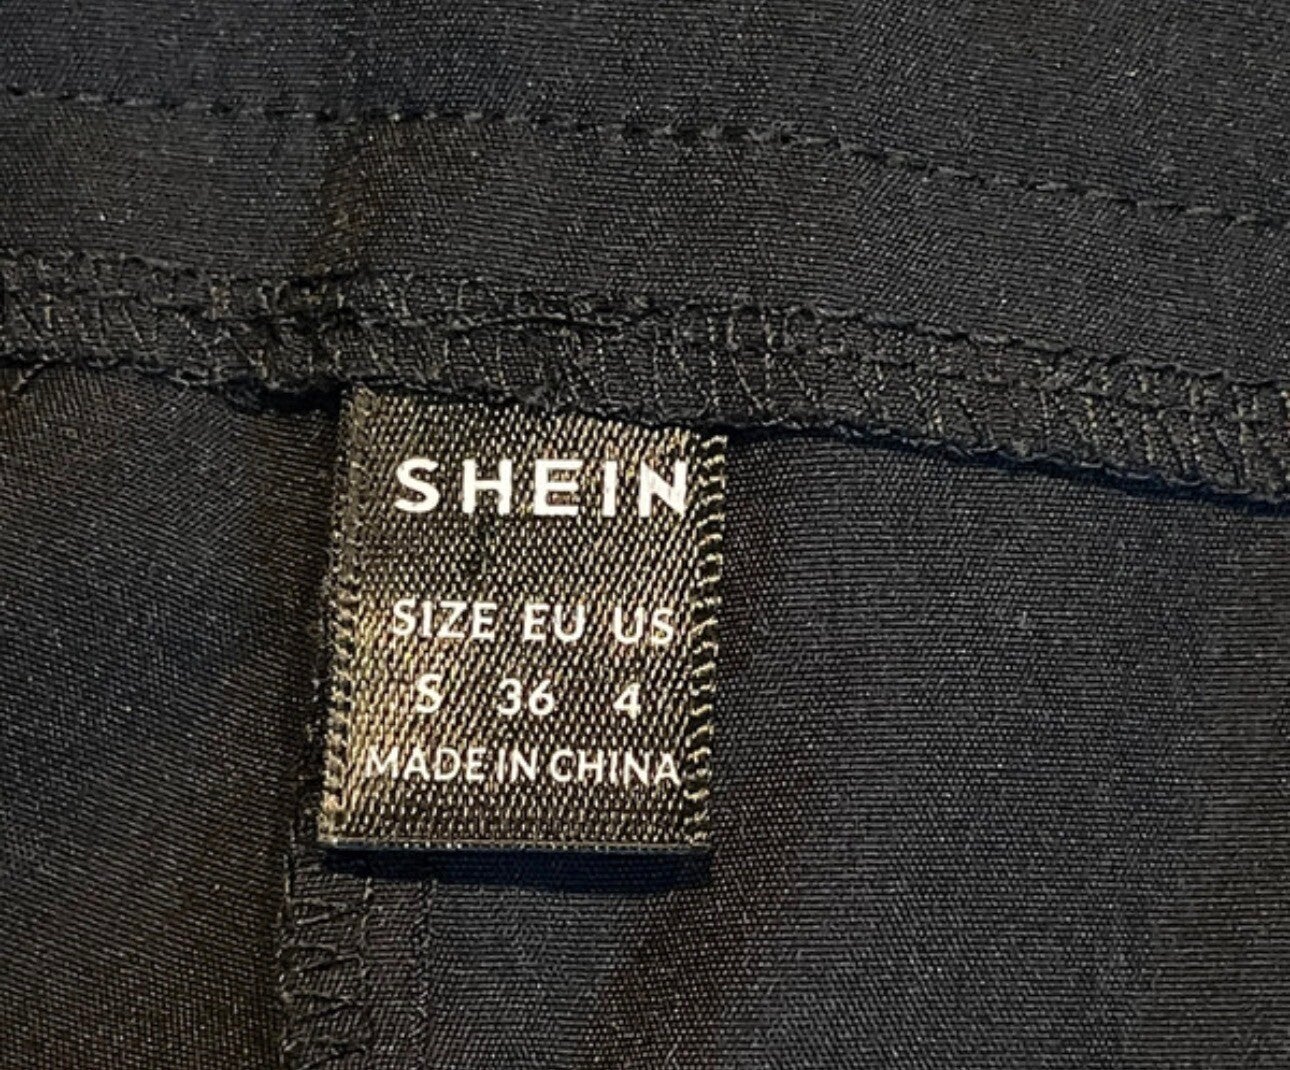 SHEIN
SIZE EU US
S 36 4
MADE IN CHINA